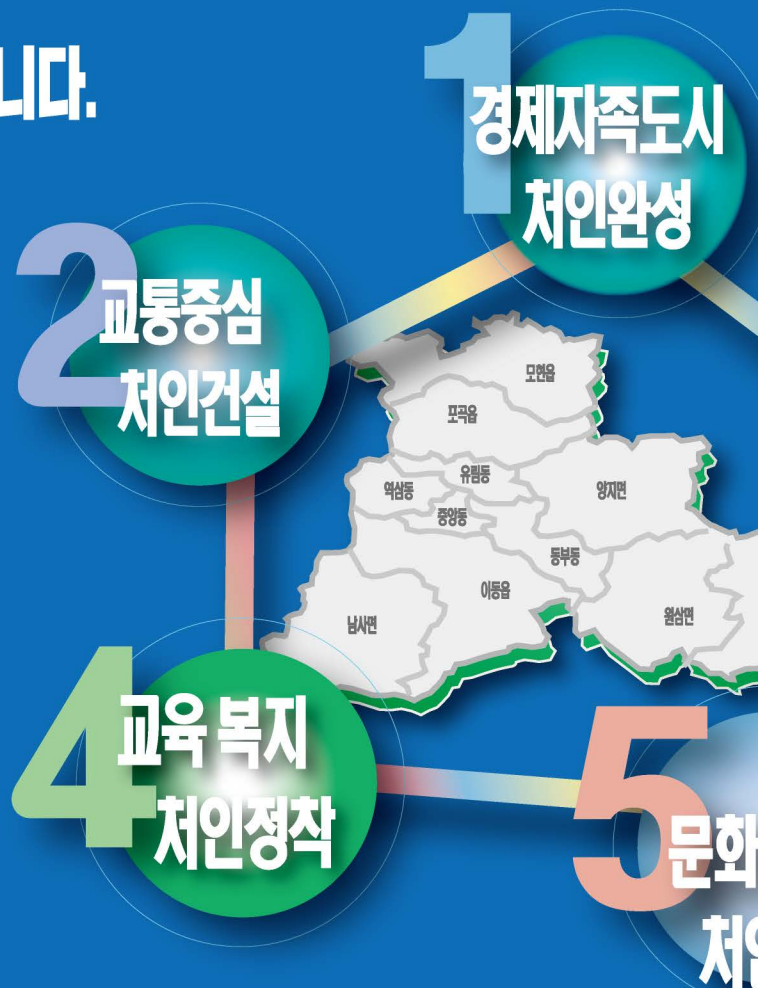 니다.
1
경제자족도시
처인완성
2
교통중심
처인건설
모현읍
포곡읍
유림동
역삼동
중앙동
양지면
동부동
이동읍
남사면
원삼면
4
교육 복지
처인정착
5
문화
처인